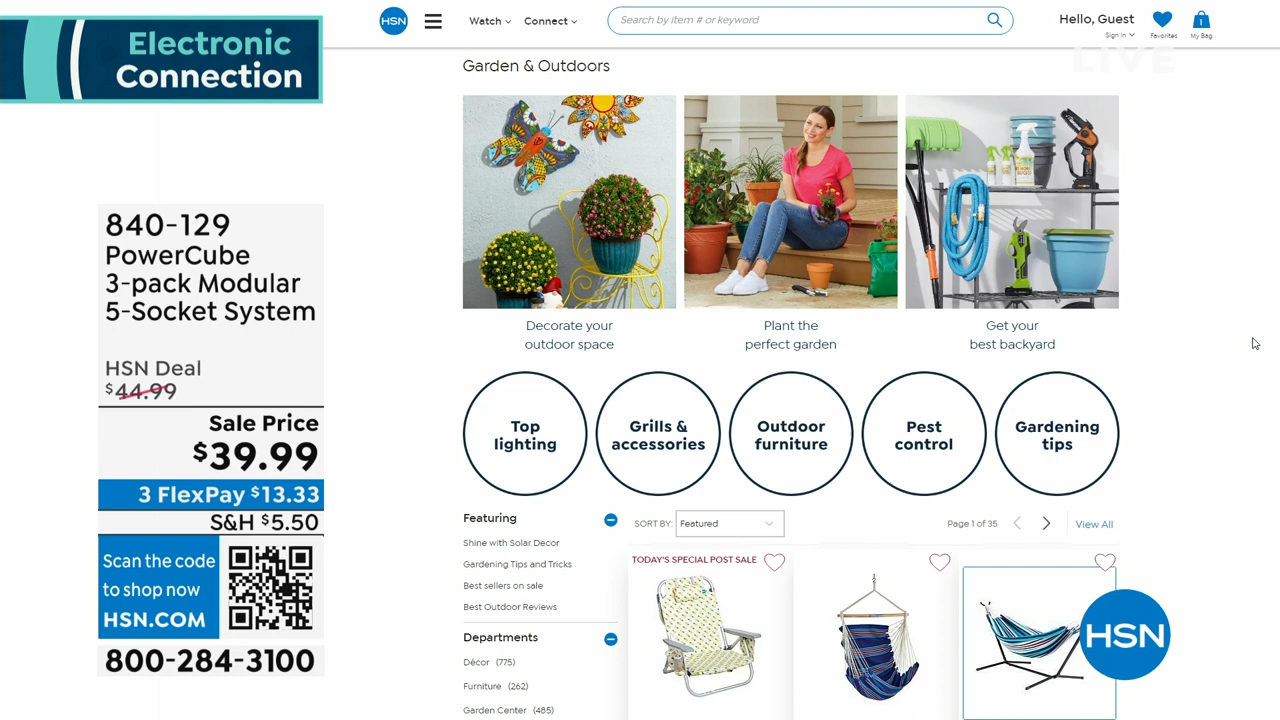 Electronic
Connection
HSN
Watch
Connect
Search by item # or keyword
Hello, Guest
Sign In
Favorites
1
My Bag
LIVE
Garden & Outdoors
840-129
PowerCube
3-pack Modular
5-Socket System
HSN Deal
$44.99
Sale Price
$39.99
3 FlexPay $13.33
S&H $5.50
Scan the code
to shop now
HSN.COM
800-284-3100
Decorate your
outdoor space
Plant the
perfect garden
Get your
best backyard
Top
lighting
Grills &
accessories
Outdoor
furniture
Pest
control
Gardening
tips
Featuring
Shine with Solar Decor
Gardening Tips and Tricks
Best sellers on sale
Best Outdoor Reviews
Departments
Décor (775)
Furniture (262)
Garden Center (485)
SORT BY:
Featured
Page 1 of 35
View All
TODAY'S SPECIAL POST SALE
HSN